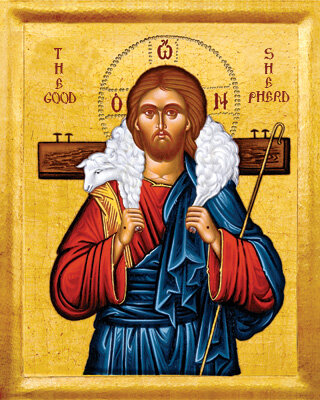 THE
GOOD
Ὁ ὤ Ν
SHE
PHERD